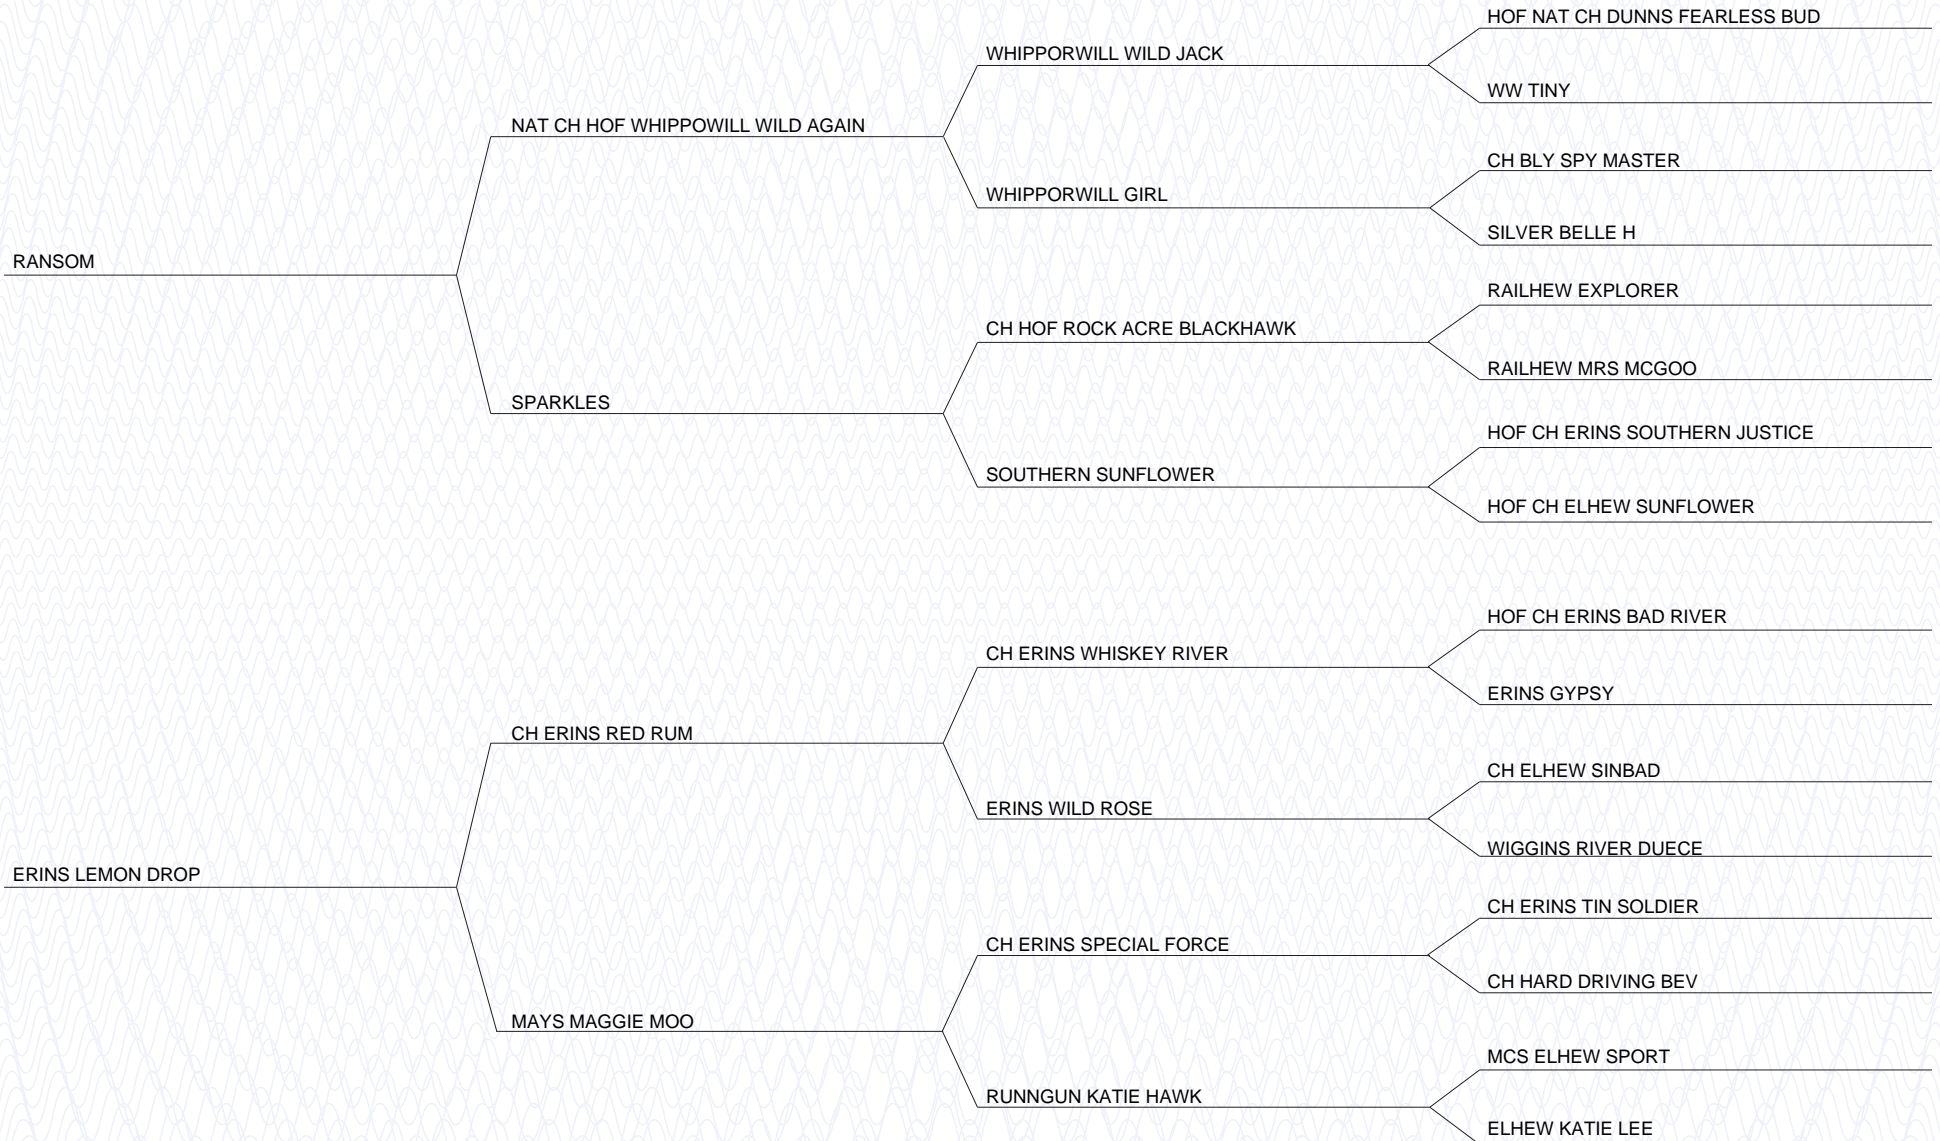 HOF NAT CH DUNNS FEARLESS BUD
WHIPPORWILL WILD JACK
WW TINY
NAT CH HOF WHIPPOWILL WILD AGAIN
CH BLY SPY MASTER
WHIPPORWILL GIRL
SILVER BELLE H
RANSOM
RAILHEW EXPLORER
CH HOF ROCK ACRE BLACKHAWK
RAILHEW MRS MCGOO
SPARKLES
HOF CH ERINS SOUTHERN JUSTICE
SOUTHERN SUNFLOWER
HOF CH ELHEW SUNFLOWER
HOF CH ERINS BAD RIVER
CH ERINS WHISKEY RIVER
ERINS GYPSY
CH ERINS RED RUM
CH ELHEW SINBAD
ERINS WILD ROSE
WIGGINS RIVER DUECE
ERINS LEMON DROP
CH ERINS TIN SOLDIER
CH ERINS SPECIAL FORCE
CH HARD DRIVING BEV
MAYS MAGGIE MOO
MCS ELHEW SPORT
RUNNGUN KATIE HAWK
ELHEW KATIE LEE